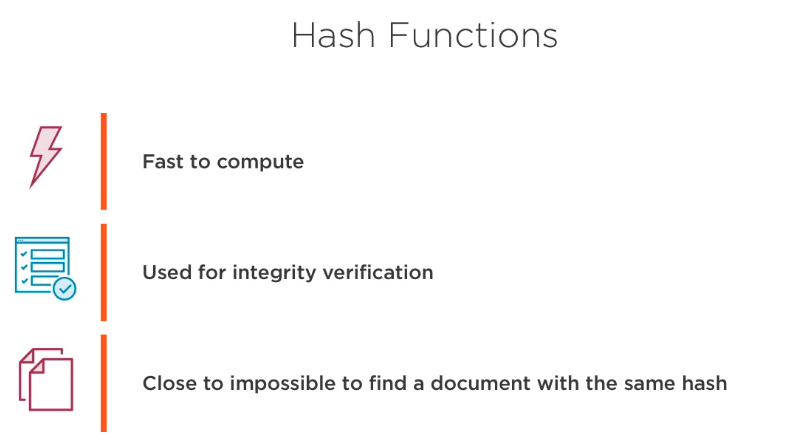 Hash Functions
Fast to compute
Used for integrity verification
Close to impossible to find a document with the same hash